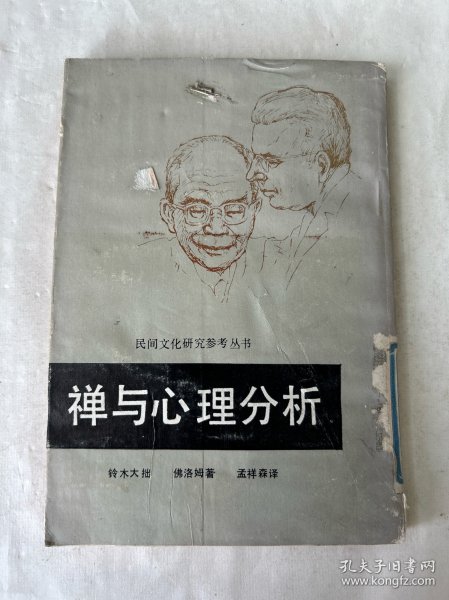 民间文化研究参考丛书
禅与心理分析
铃木大拙 佛洛姆著 孟祥森译
孔夫子旧书网
www.kongfz.com